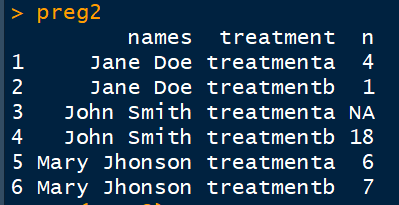 > preg2
names treatment n
1 Jane Doe treatmenta 4
2 Jane Doe treatmentb 1
3 John Smith treatmenta NA
4 John Smith treatmentb 18
5 Mary Jhonson treatmenta 6
6 Mary Jhonson treatmentb 7